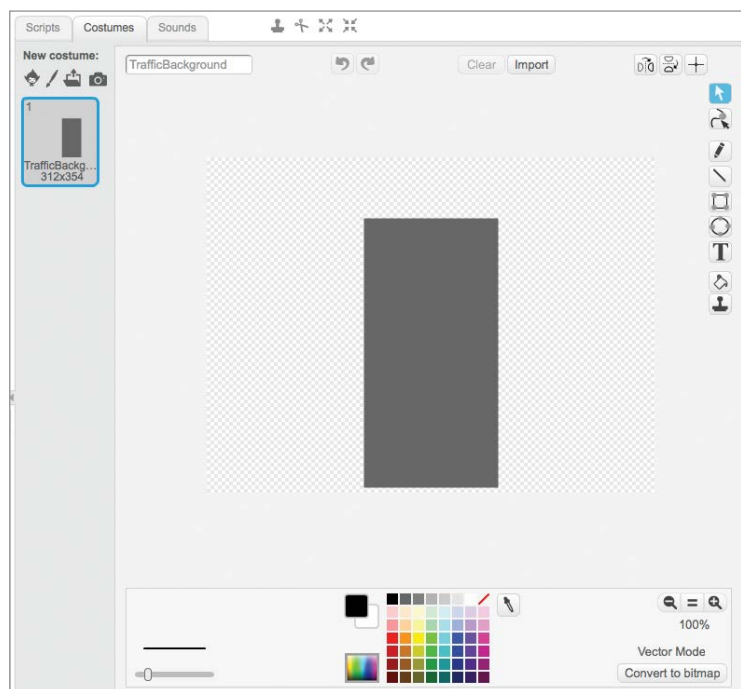 Scripts Costumes Sounds
New costume:
TrafficBackground
Clear Import
1
TrafficBackg...
312x354
T
100%
Vector Mode
Convert to bitmap